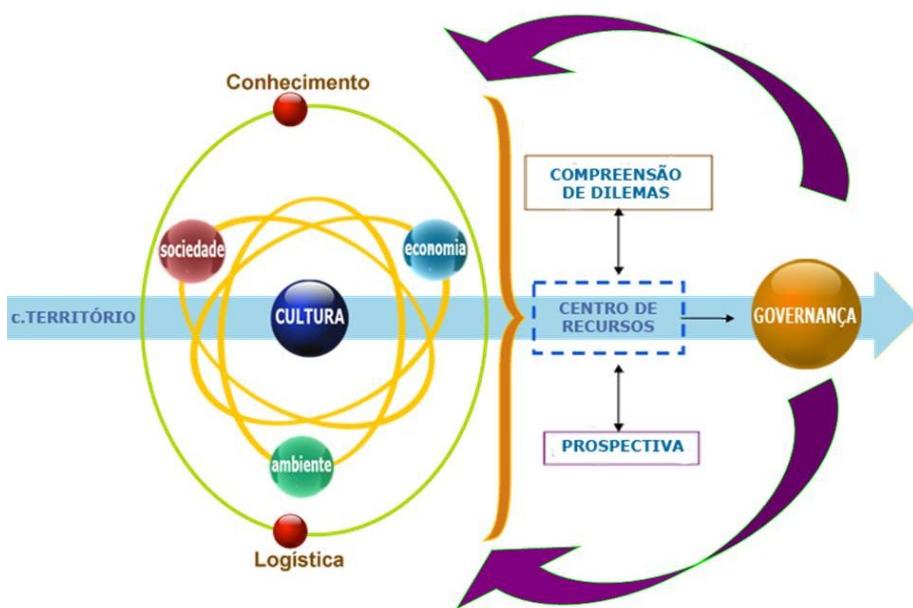 Conhecimento
COMPREENSÃO
DE DILEMAS
sociedade
economia
c.TERRITÓRIO
CULTURA
CENTRO DE
RECURSOS
GOVERNANÇA
ambiente
PROSPECTIVA
Logística